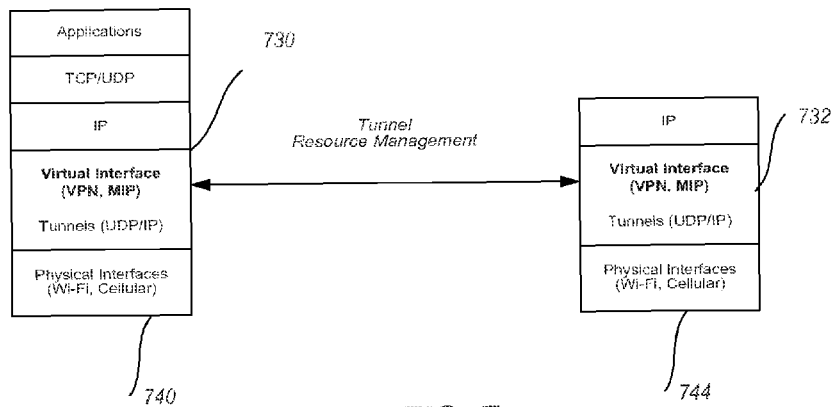 Applications
TCP/UDP
IP
Virtual Interface
(VPN, MIP)
Tunnels (UDP/IP)
Physical Interfaces
(Wi-Fi, Cellular)
730
740
Tunnel
Resource Management
IP
Virtual Interface
(VPN, MIP)
Tunnels (UDP/IP)
Physical Interfaces
(Wi-Fi, Cellular)
732
744